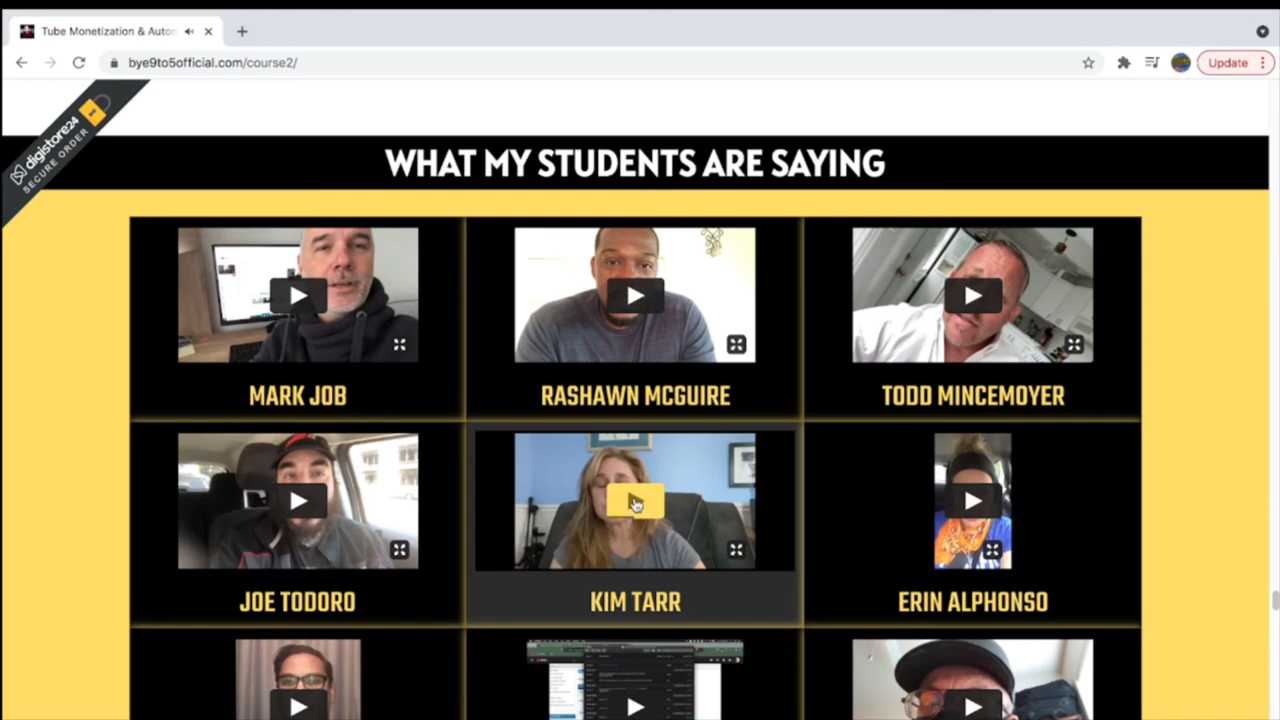 Tube Monetization & Auton
bye9to5official.com/course2/
Update
digistore24
SECURE ORDER
WHAT MY STUDENTS ARE SAYING
MARK JOB
RASHAWN MCGUIRE
TODD MINCEMOYER
JOE TODORO
KIM TARR
ERIN ALPHONSO